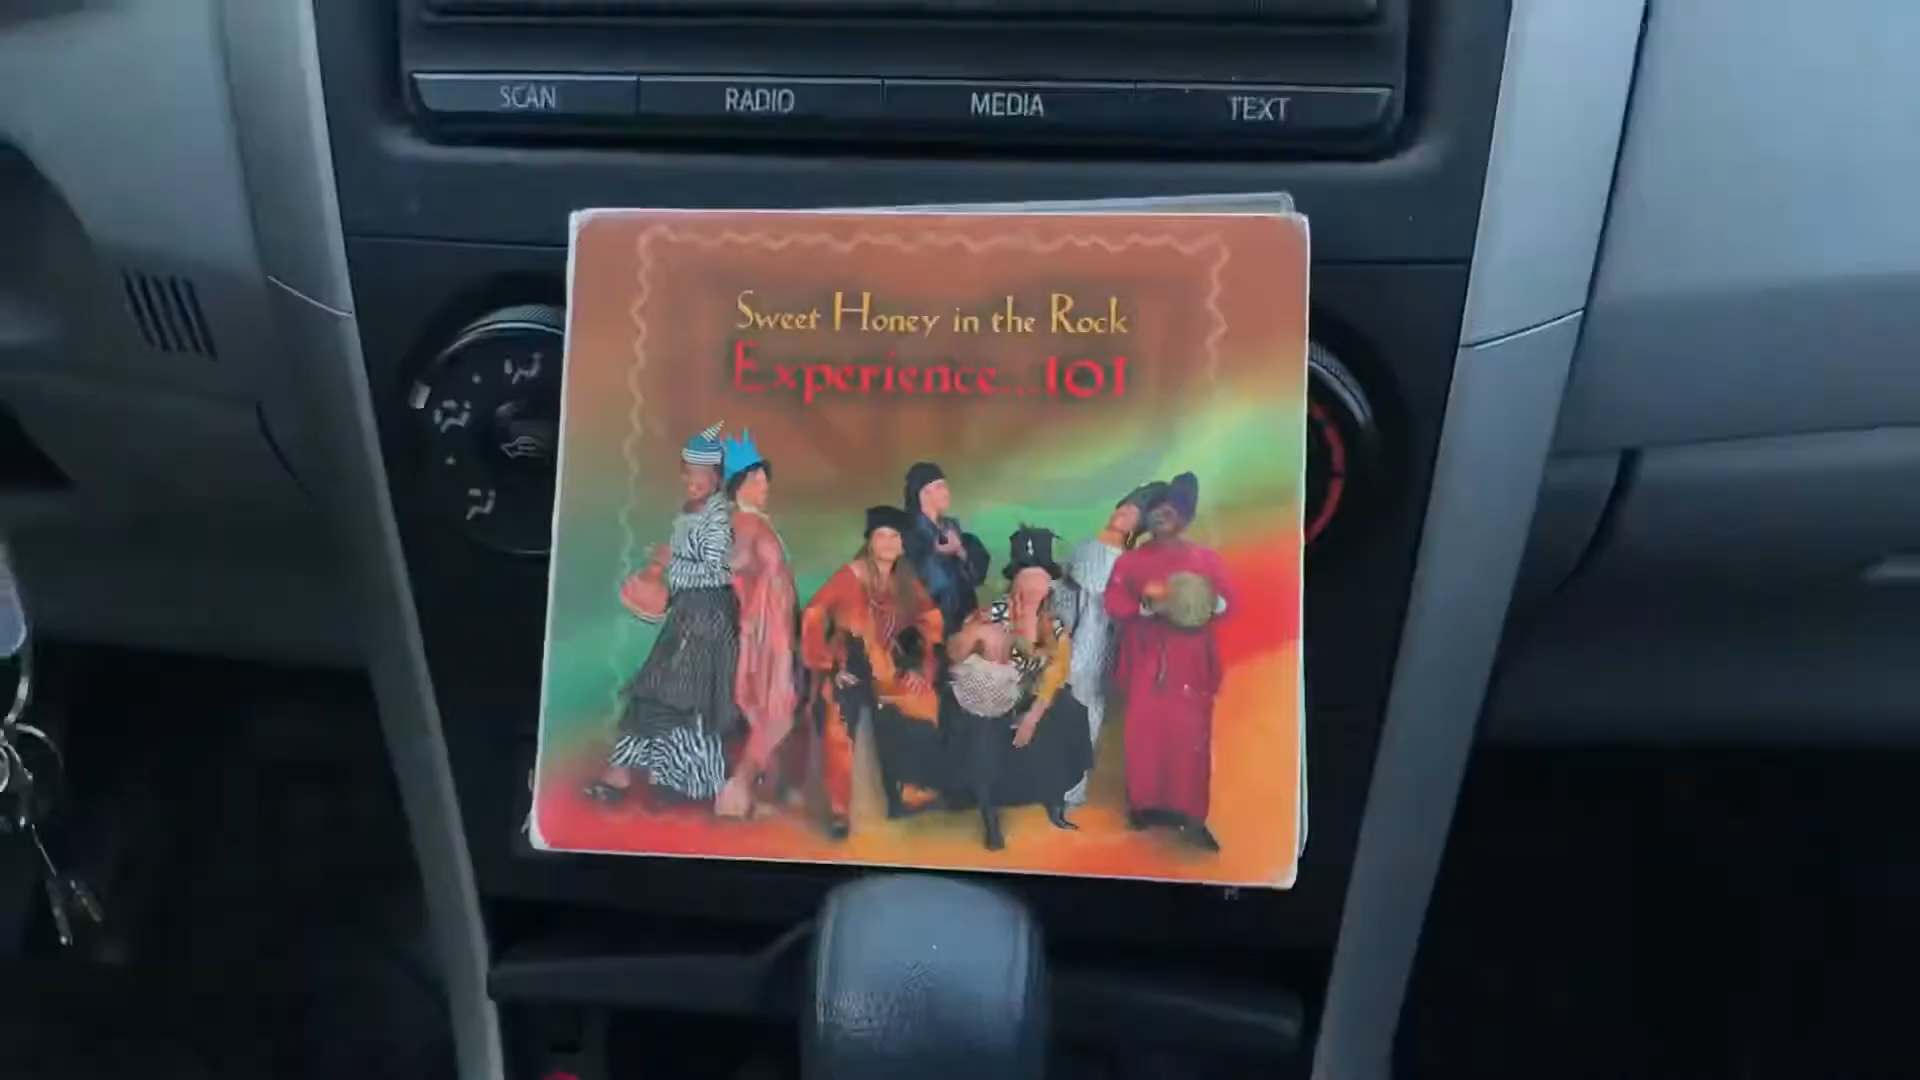 SCAN RADIO MEDIA TEXT
Sweet Honey in the Rock
Experience...101